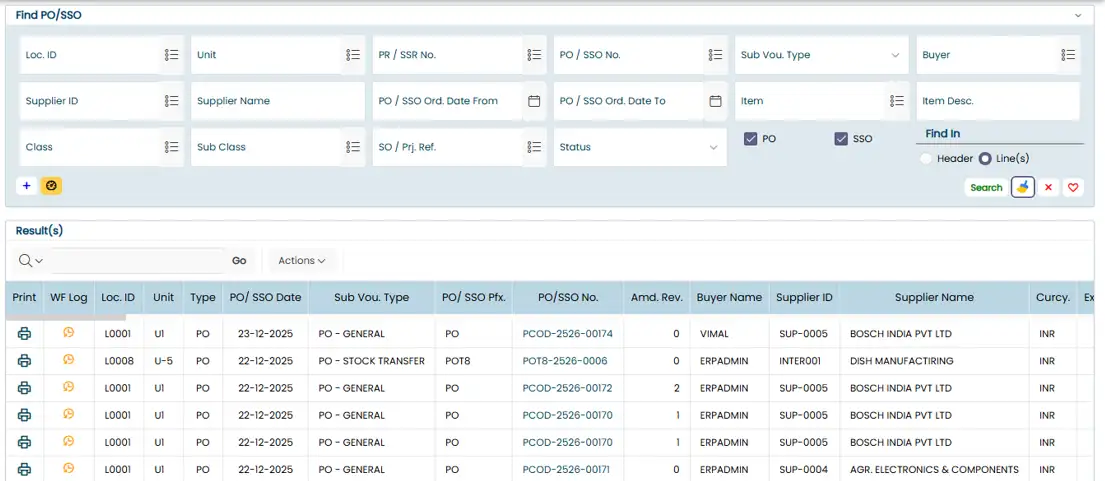 Find PO/SSO
Loc. ID Unit PR / SSR No. PO / SSO No. Sub Vou. Type Buyer
Supplier ID Supplier Name PO / SSO Ord. Date From PO / SSO Ord. Date To Item Item Desc.
Class Sub Class SO / Prj. Ref. Status PO SSO Find In
Header Line(s)
+ Search
Result(s)
Go Actions
Print WF Log Loc. ID Unit Type PO/ SSO Date Sub Vou. Type PO/ SSO Pfx. PO/SSO No. Amd. Rev. Buyer Name Supplier ID Supplier Name Curcy. Ex
L0001 U1 PO 23-12-2025 PO - GENERAL PO PCOD-2526-00174 0 VIMAL SUP-0005 BOSCH INDIA PVT LTD INR
L0008 U-5 PO 22-12-2025 PO - STOCK TRANSFER POT8 POT8-2526-0006 0 ERPADMIN INTER001 DISH MANUFACTIRING INR
L0001 U1 PO 22-12-2025 PO - GENERAL PO PCOD-2526-00172 2 ERPADMIN SUP-0005 BOSCH INDIA PVT LTD INR
L0001 U1 PO 22-12-2025 PO - GENERAL PO PCOD-2526-00170 1 ERPADMIN SUP-0005 BOSCH INDIA PVT LTD INR
L0001 U1 PO 22-12-2025 PO - GENERAL PO PCOD-2526-00170 1 ERPADMIN SUP-0005 BOSCH INDIA PVT LTD INR
L0001 U1 PO 22-12-2025 PO - GENERAL PO PCOD-2526-00171 0 ERPADMIN SUP-0004 AGR. ELECTRONICS & COMPONENTS INR